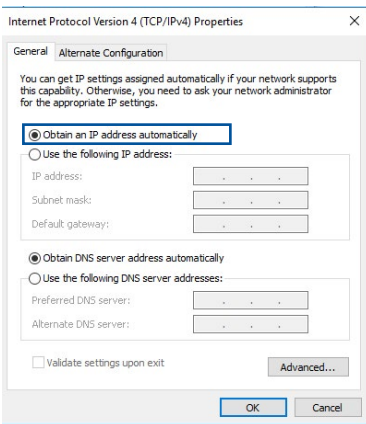 Internet Protocol Version 4 (TCP/IPv4) Properties
General
Alternate Configuration
You can get IP settings assigned automatically if your network supports
this capability. Otherwise, you need to ask your network administrator
for the appropriate IP settings.
Obtain an IP address automatically
Use the following IP address:
IP address:
Subnet mask:
Default gateway:
Obtain DNS server address automatically
Use the following DNS server addresses:
Preferred DNS server:
Alternate DNS server:
Validate settings upon exit
Advanced...
OK
Cancel